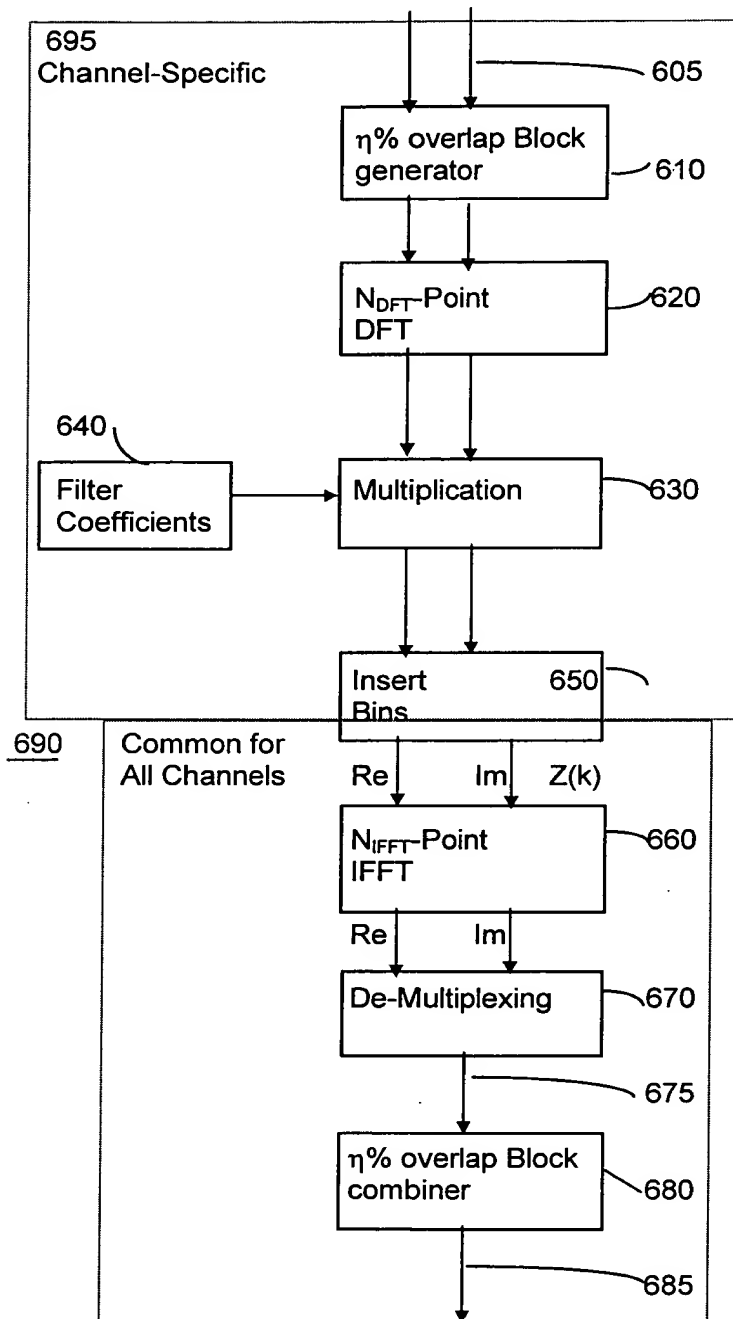 695
Channel-Specific
605
η% overlap Block
generator
610
N_DFT-Point
DFT
620
640
Filter
Coefficients
Multiplication
630
Insert
Bins
650
690
Common for
All Channels
Re Im Z(k)
N_IFFT-Point
IFFT
660
Re Im
De-Multiplexing
670
675
η% overlap Block
combiner
680
685